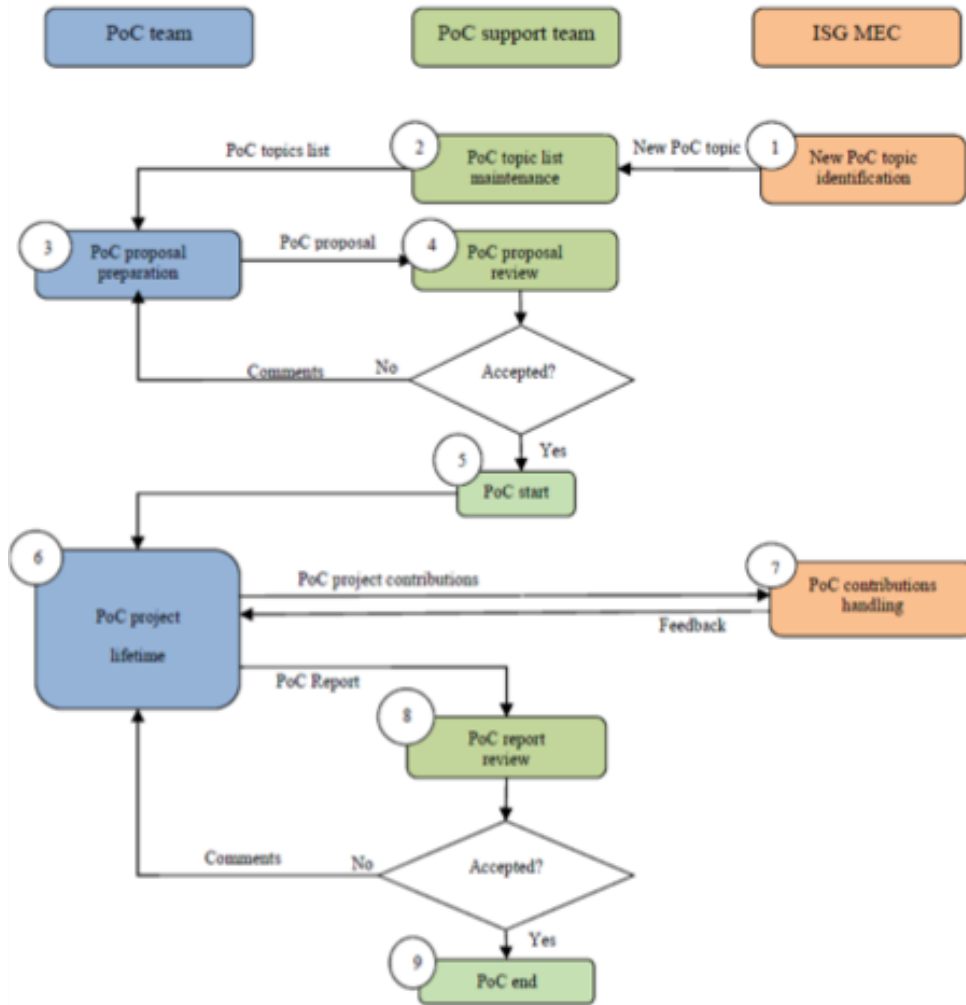 PoC team
PoC support team
ISG MEC
1
New PoC topic
identification
New PoC topic
2
PoC topic list
maintenance
PoC topics list
3
PoC proposal
preparation
PoC proposal
4
PoC proposal
review
Accepted?
No
Comments
Yes
5
PoC start
6
PoC project
lifetime
PoC project contributions
7
PoC contributions
handling
Feedback
PoC Report
8
PoC report
review
Accepted?
No
Comments
Yes
9
PoC end